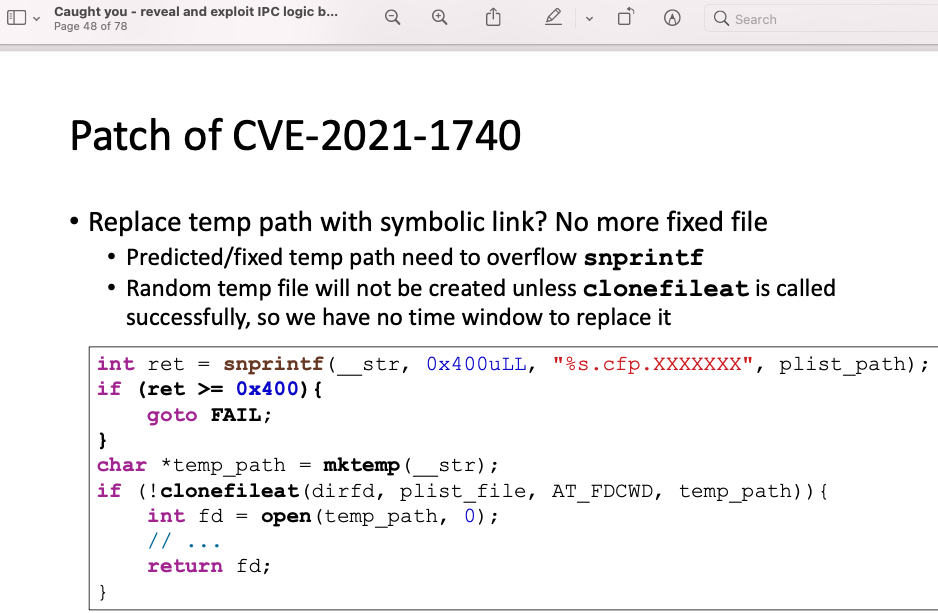 Caught you - reveal and exploit IPC logic b...
Page 48 of 78
Search
Patch of CVE-2021-1740
• Replace temp path with symbolic link? No more fixed file
• Predicted/fixed temp path need to overflow snprintf
• Random temp file will not be created unless clonefileat is called
successfully, so we have no time window to replace it
int ret = snprintf(__str, 0x400uLL, "%s.cfp.XXXXXXX", plist_path);
if (ret >= 0x400){
    goto FAIL;
}
char *temp_path = mktemp(__str);
if (!clonefileat(dirfd, plist_file, AT_FDCWD, temp_path)){
    int fd = open(temp_path, 0);
    // ...
    return fd;
}